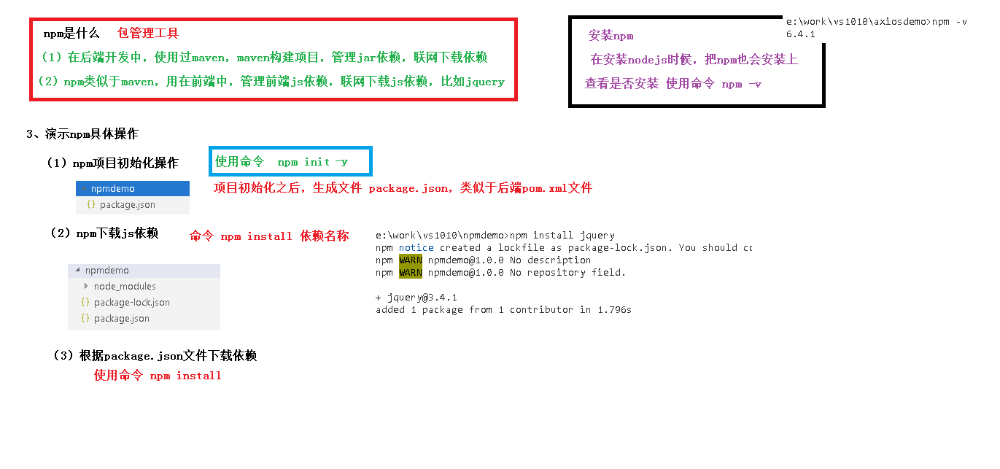 npm是什么 包管理工具
（1）在后端开发中，使用过maven，maven构建项目，管理jar依赖，联网下载依赖
（2）npm类似于maven，用在前端中，管理前端js依赖，联网下载js依赖，比如jquery
安装npm
在安装nodejs时候，把npm也会安装上
查看是否安装 使用命令 npm -v
e:\work\vs1010\axiosdemo>npm -v
6.4.1
3、演示npm具体操作
（1）npm项目初始化操作
使用命令 npm init -y
项目初始化之后，生成文件 package.json，类似于后端pom.xml文件
npmdemo
{} package.json
（2）npm下载js依赖
命令 npm install 依赖名称
npmdemo
node_modules
{} package-lock.json
{} package.json
e:\work\vs1010\npmdemo>npm install jquery
npm notice created a lockfile as package-lock.json. You should
npm WARN npmdemo@1.0.0 No description
npm WARN npmdemo@1.0.0 No repository field.
+ jquery@3.4.1
added 1 package from 1 contributor in 1.796s
（3）根据package.json文件下载依赖
使用命令 npm install